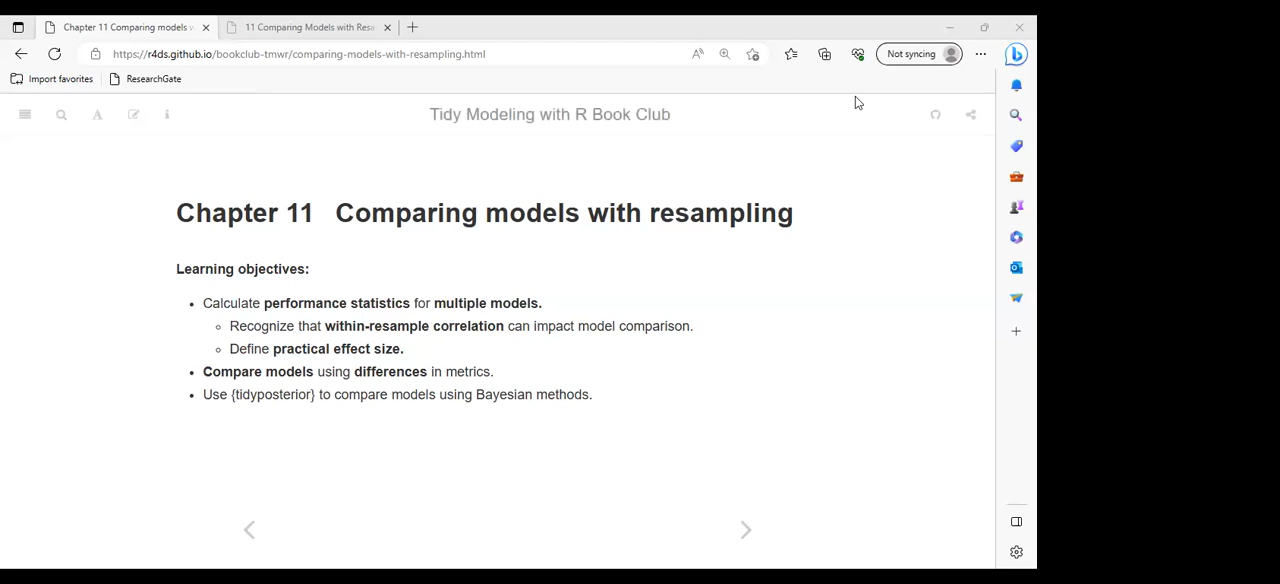 Chapter 11 Comparing models w
11 Comparing Models with Resa
https://r4ds.github.io/bookclub-tmwr/comparing-models-with-resampling.html
Not syncing
Import favorites
ResearchGate
Tidy Modeling with R Book Club
Chapter 11 Comparing models with resampling
Learning objectives:
Calculate performance statistics for multiple models.
Recognize that within-resample correlation can impact model comparison.
Define practical effect size.
Compare models using differences in metrics.
Use {tidyposterior} to compare models using Bayesian methods.